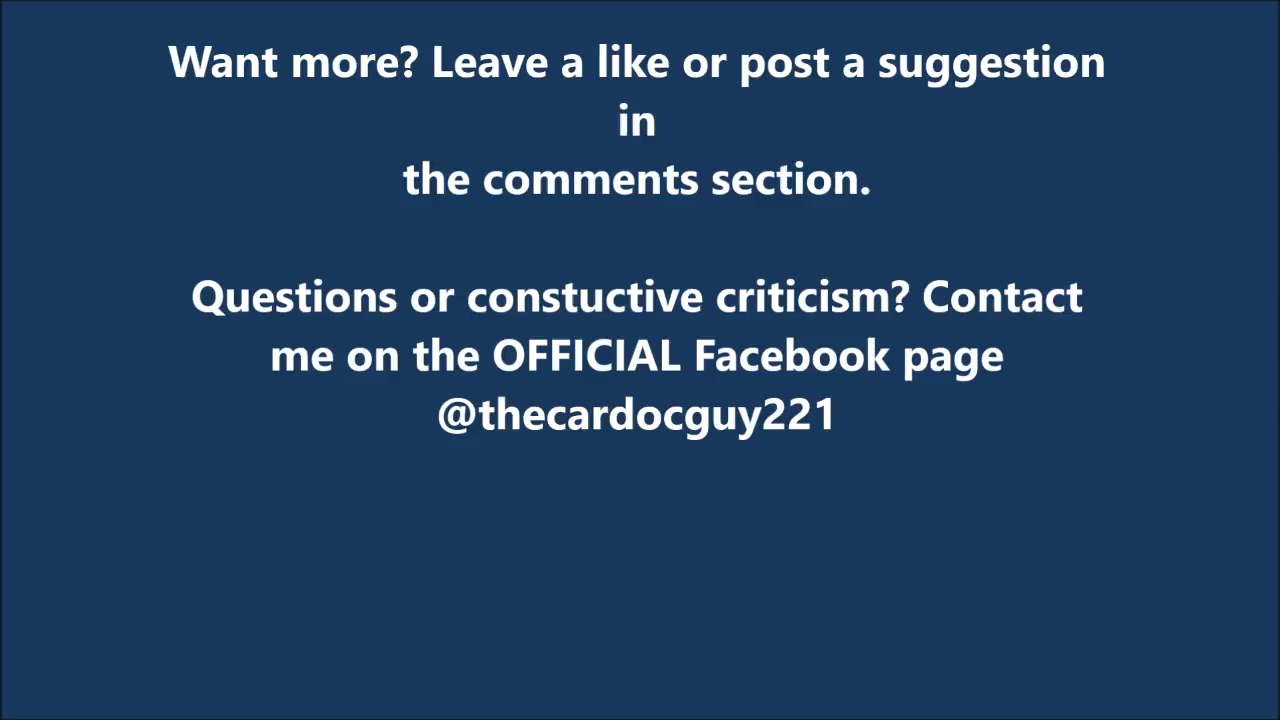 Want more? Leave a like or post a suggestion
in
the comments section.
Questions or constuctive criticism? Contact
me on the OFFICIAL Facebook page
@thecardocguy221